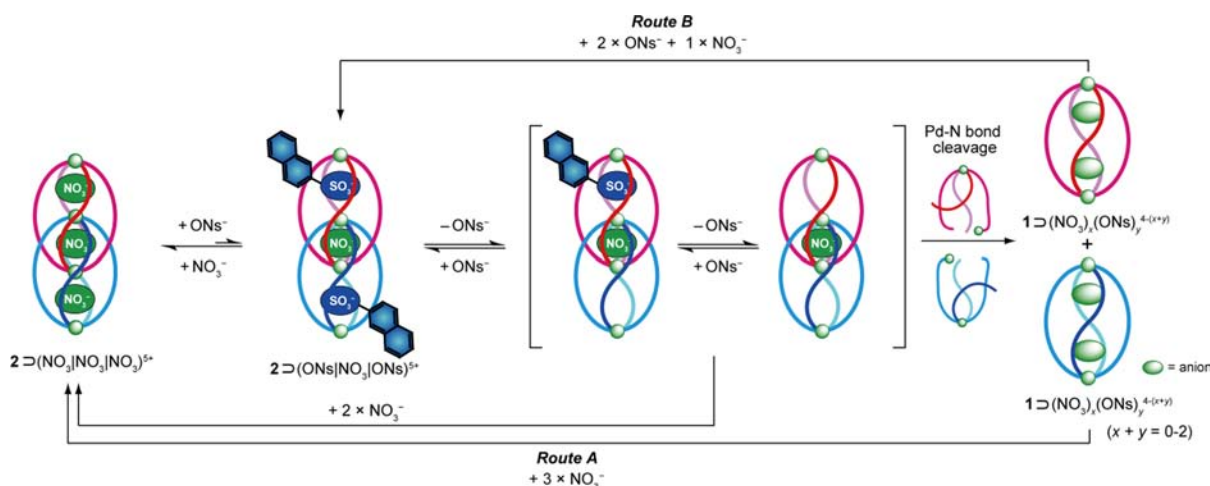 Route B
+ 2 × ONs⁻ + 1 × NO₃⁻
NO₃⁻
NO₃⁻
NO₃⁻
+ ONs⁻
+ NO₃⁻
SO₃⁻
NO₃⁻
SO₃⁻
– ONs⁻
+ ONs⁻
SO₃⁻
NO₃⁻
– ONs⁻
+ ONs⁻
NO₃⁻
Pd-N bond
cleavage
1⊃(NO₃)ₓ(ONs)ᵧ⁴⁻⁽ˣ⁺ʸ⁾
+
= anion
1⊃(NO₃)ₓ(ONs)ᵧ⁴⁻⁽ˣ⁺ʸ⁾
(x + y = 0-2)
2⊃(NO₃|NO₃|NO₃)⁵⁺
2⊃(ONs|NO₃|ONs)⁵⁺
+ 2 × NO₃⁻
Route A
+ 3 × NO₃⁻